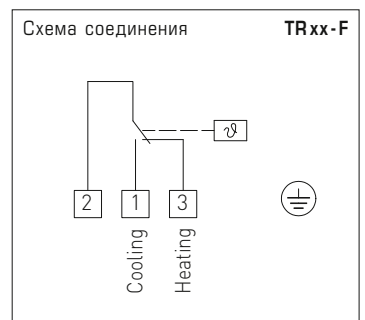 Схема соединения TRxx-F
ϑ
2 1 3
Cooling
Heating